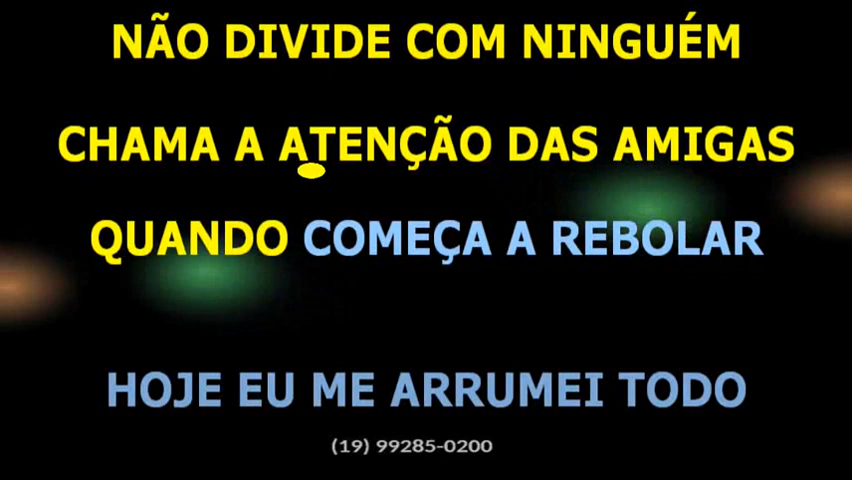 NÃO DIVIDE COM NINGUÉM
CHAMA A ATENÇÃO DAS AMIGAS
QUANDO COMEÇA A REBOLAR
HOJE EU ME ARRUMEI TODO
(19) 99285-0200